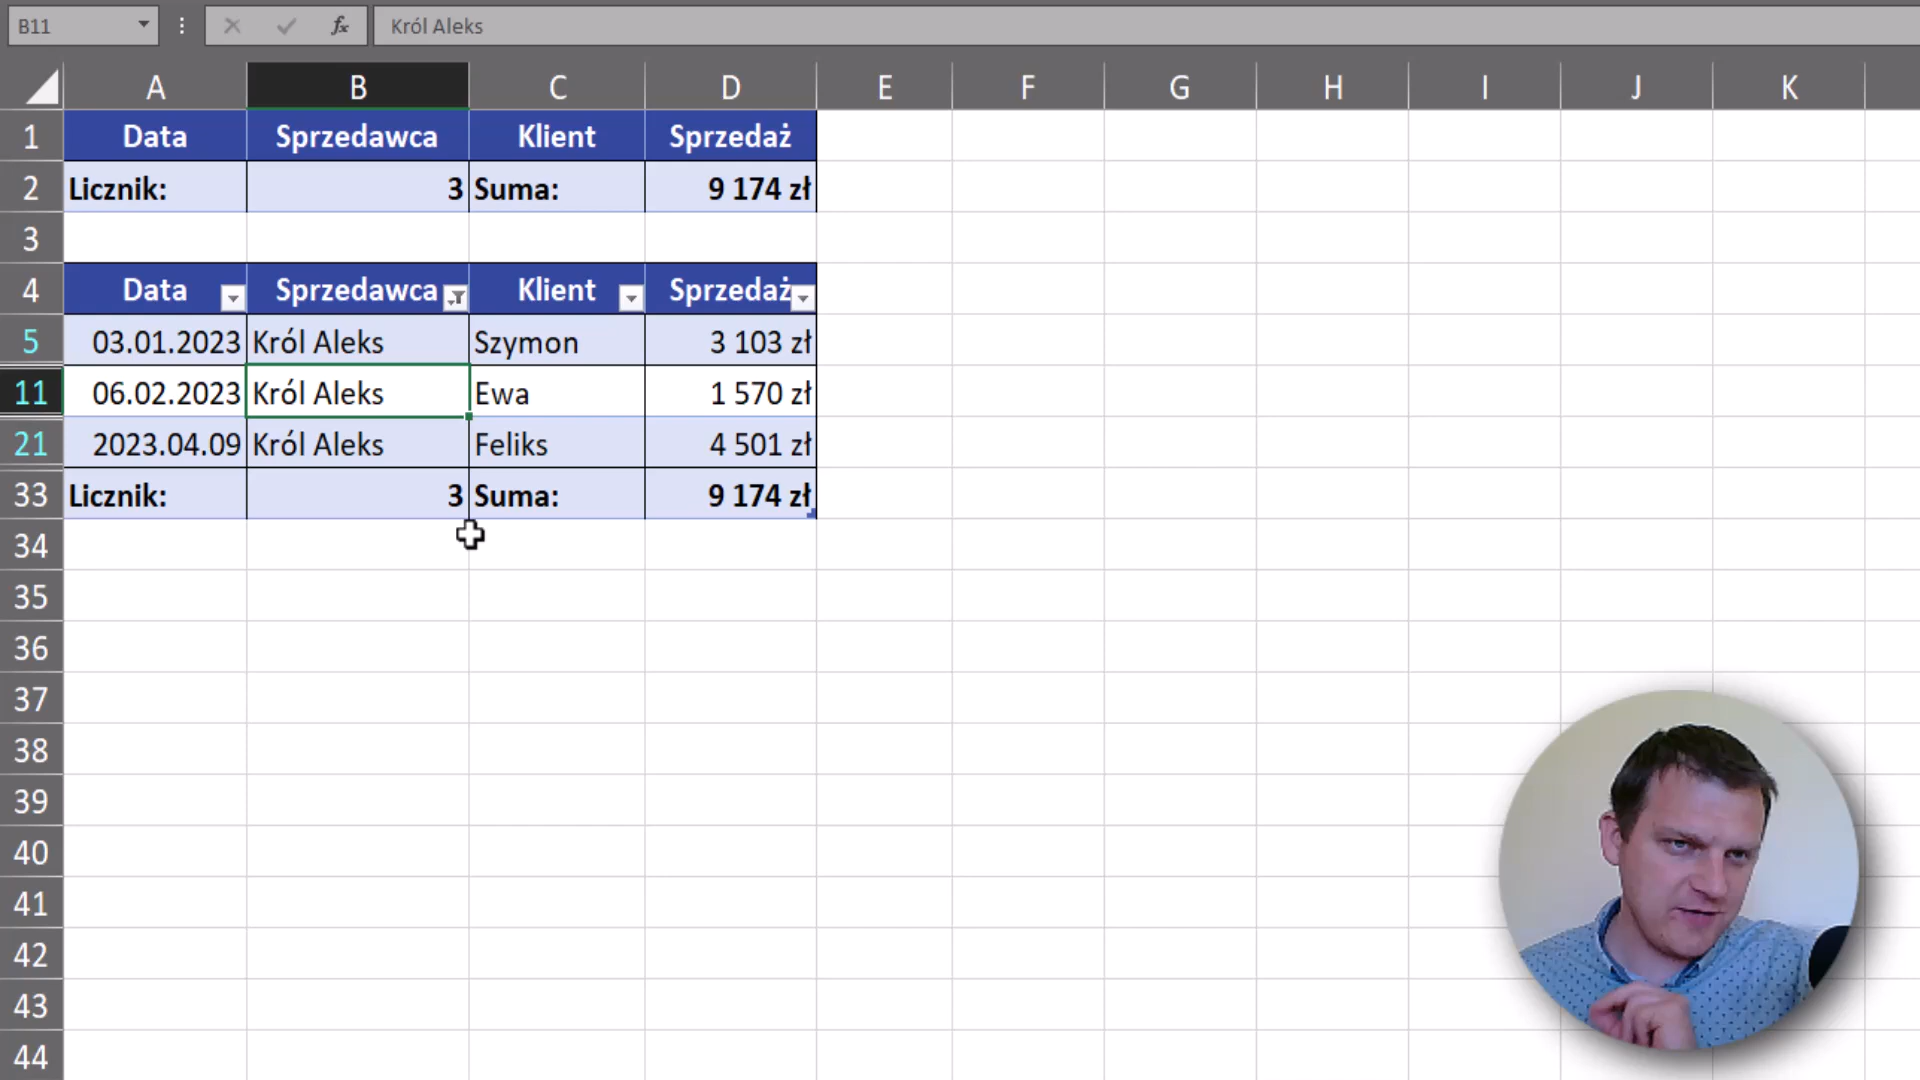 B11 fx Król Aleks
A B C D E F G H I J K
1 Data Sprzedawca Klient Sprzedaż
2 Licznik: 3 Suma: 9 174 zł
3
4 Data Sprzedawca Klient Sprzedaż
5 03.01.2023 Król Aleks Szymon 3 103 zł
11 06.02.2023 Król Aleks Ewa 1 570 zł
21 2023.04.09 Król Aleks Feliks 4 501 zł
33 Licznik: 3 Suma: 9 174 zł
34
35
36
37
38
39
40
41
42
43
44